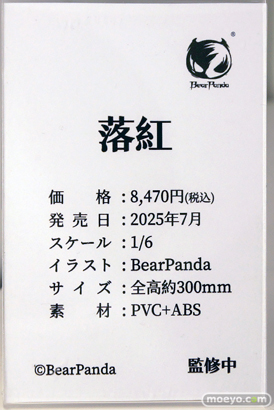 ®
BearPanda
落紅
価格：8,470円(税込)
発売日：2025年7月
スケール：1/6
イラスト：BearPanda
サイズ：全高約300mm
素材：PVC+ABS
©BearPanda 監修中
moeyo.com